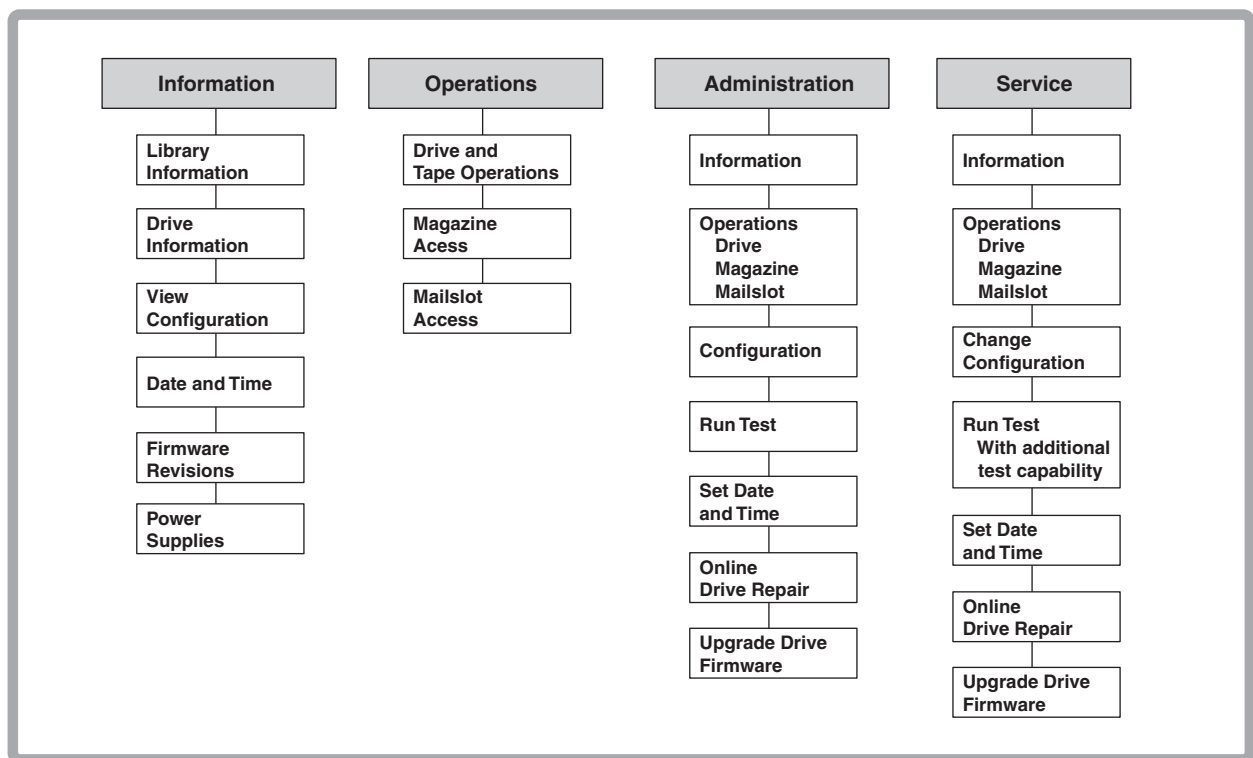 Information
Library
Information
Drive
Information
View
Configuration
Date and Time
Firmware
Revisions
Power
Supplies
Operations
Drive and
Tape Operations
Magazine
Acess
Mailslot
Access
Administration
Information
Operations
Drive
Magazine
Mailslot
Configuration
Run Test
Set Date
and Time
Online
Drive Repair
Upgrade Drive
Firmware
Service
Information
Operations
Drive
Magazine
Mailslot
Change
Configuration
Run Test
With additional
test capability
Set Date
and Time
Online
Drive Repair
Upgrade Drive
Firmware